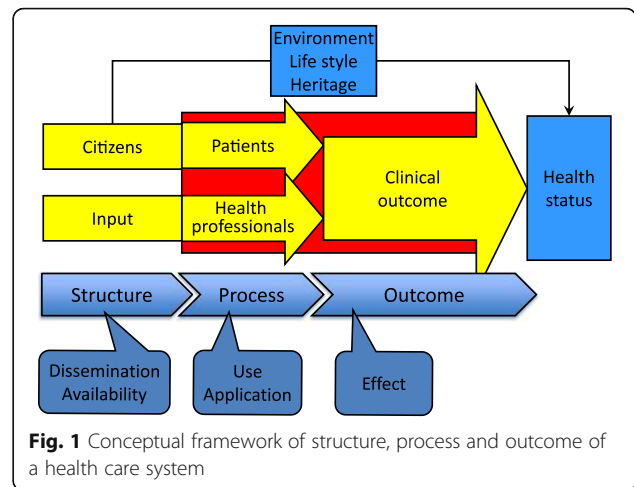 Environment
Life style
Heritage
Citizens
Patients
Input
Health
professionals
Clinical
outcome
Health
status
Structure
Process
Outcome
Dissemination
Availability
Use
Application
Effect
Fig. 1 Conceptual framework of structure, process and outcome of
a health care system